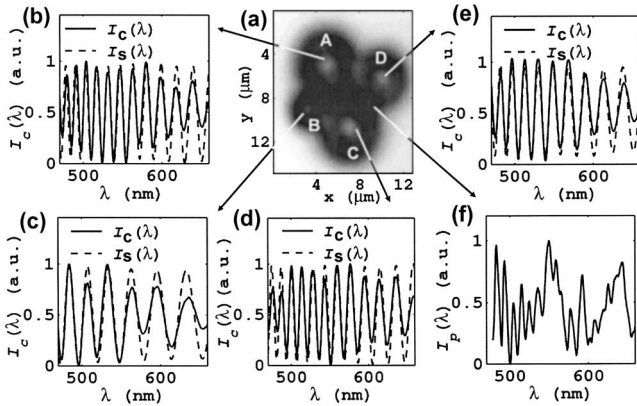 (b)
I_C(λ)
I_S(λ)
I_c(λ) (a.u.)
1
0.5
0
500
600
λ (nm)
(a)
A
D
B
C
4
8
12
y (μm)
4
8
12
x (μm)
(e)
I_C(λ)
I_S(λ)
I_c(λ) (a.u.)
1
0.5
0
500
600
λ (nm)
(c)
I_C(λ)
I_S(λ)
I_c(λ) (a.u.)
1
0.5
0
500
600
λ (nm)
(d)
I_C(λ)
I_S(λ)
I_c(λ) (a.u.)
1
0.5
0
500
600
λ (nm)
(f)
I_p(λ) (a.u.)
1
0.5
0
500
600
λ (nm)